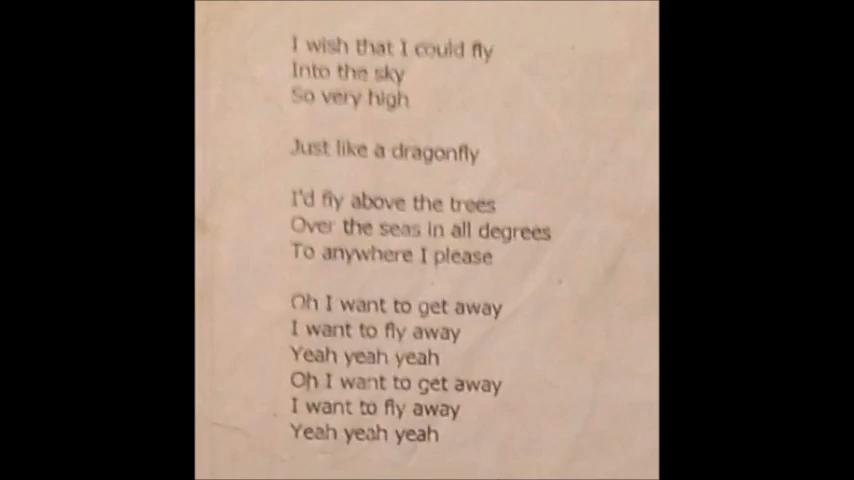 I wish that I could fly
Into the sky
So very high
Just like a dragonfly
I'd fly above the trees
Over the seas in all degrees
To anywhere I please
Oh I want to get away
I want to fly away
Yeah yeah yeah
Oh I want to get away
I want to fly away
Yeah yeah yeah